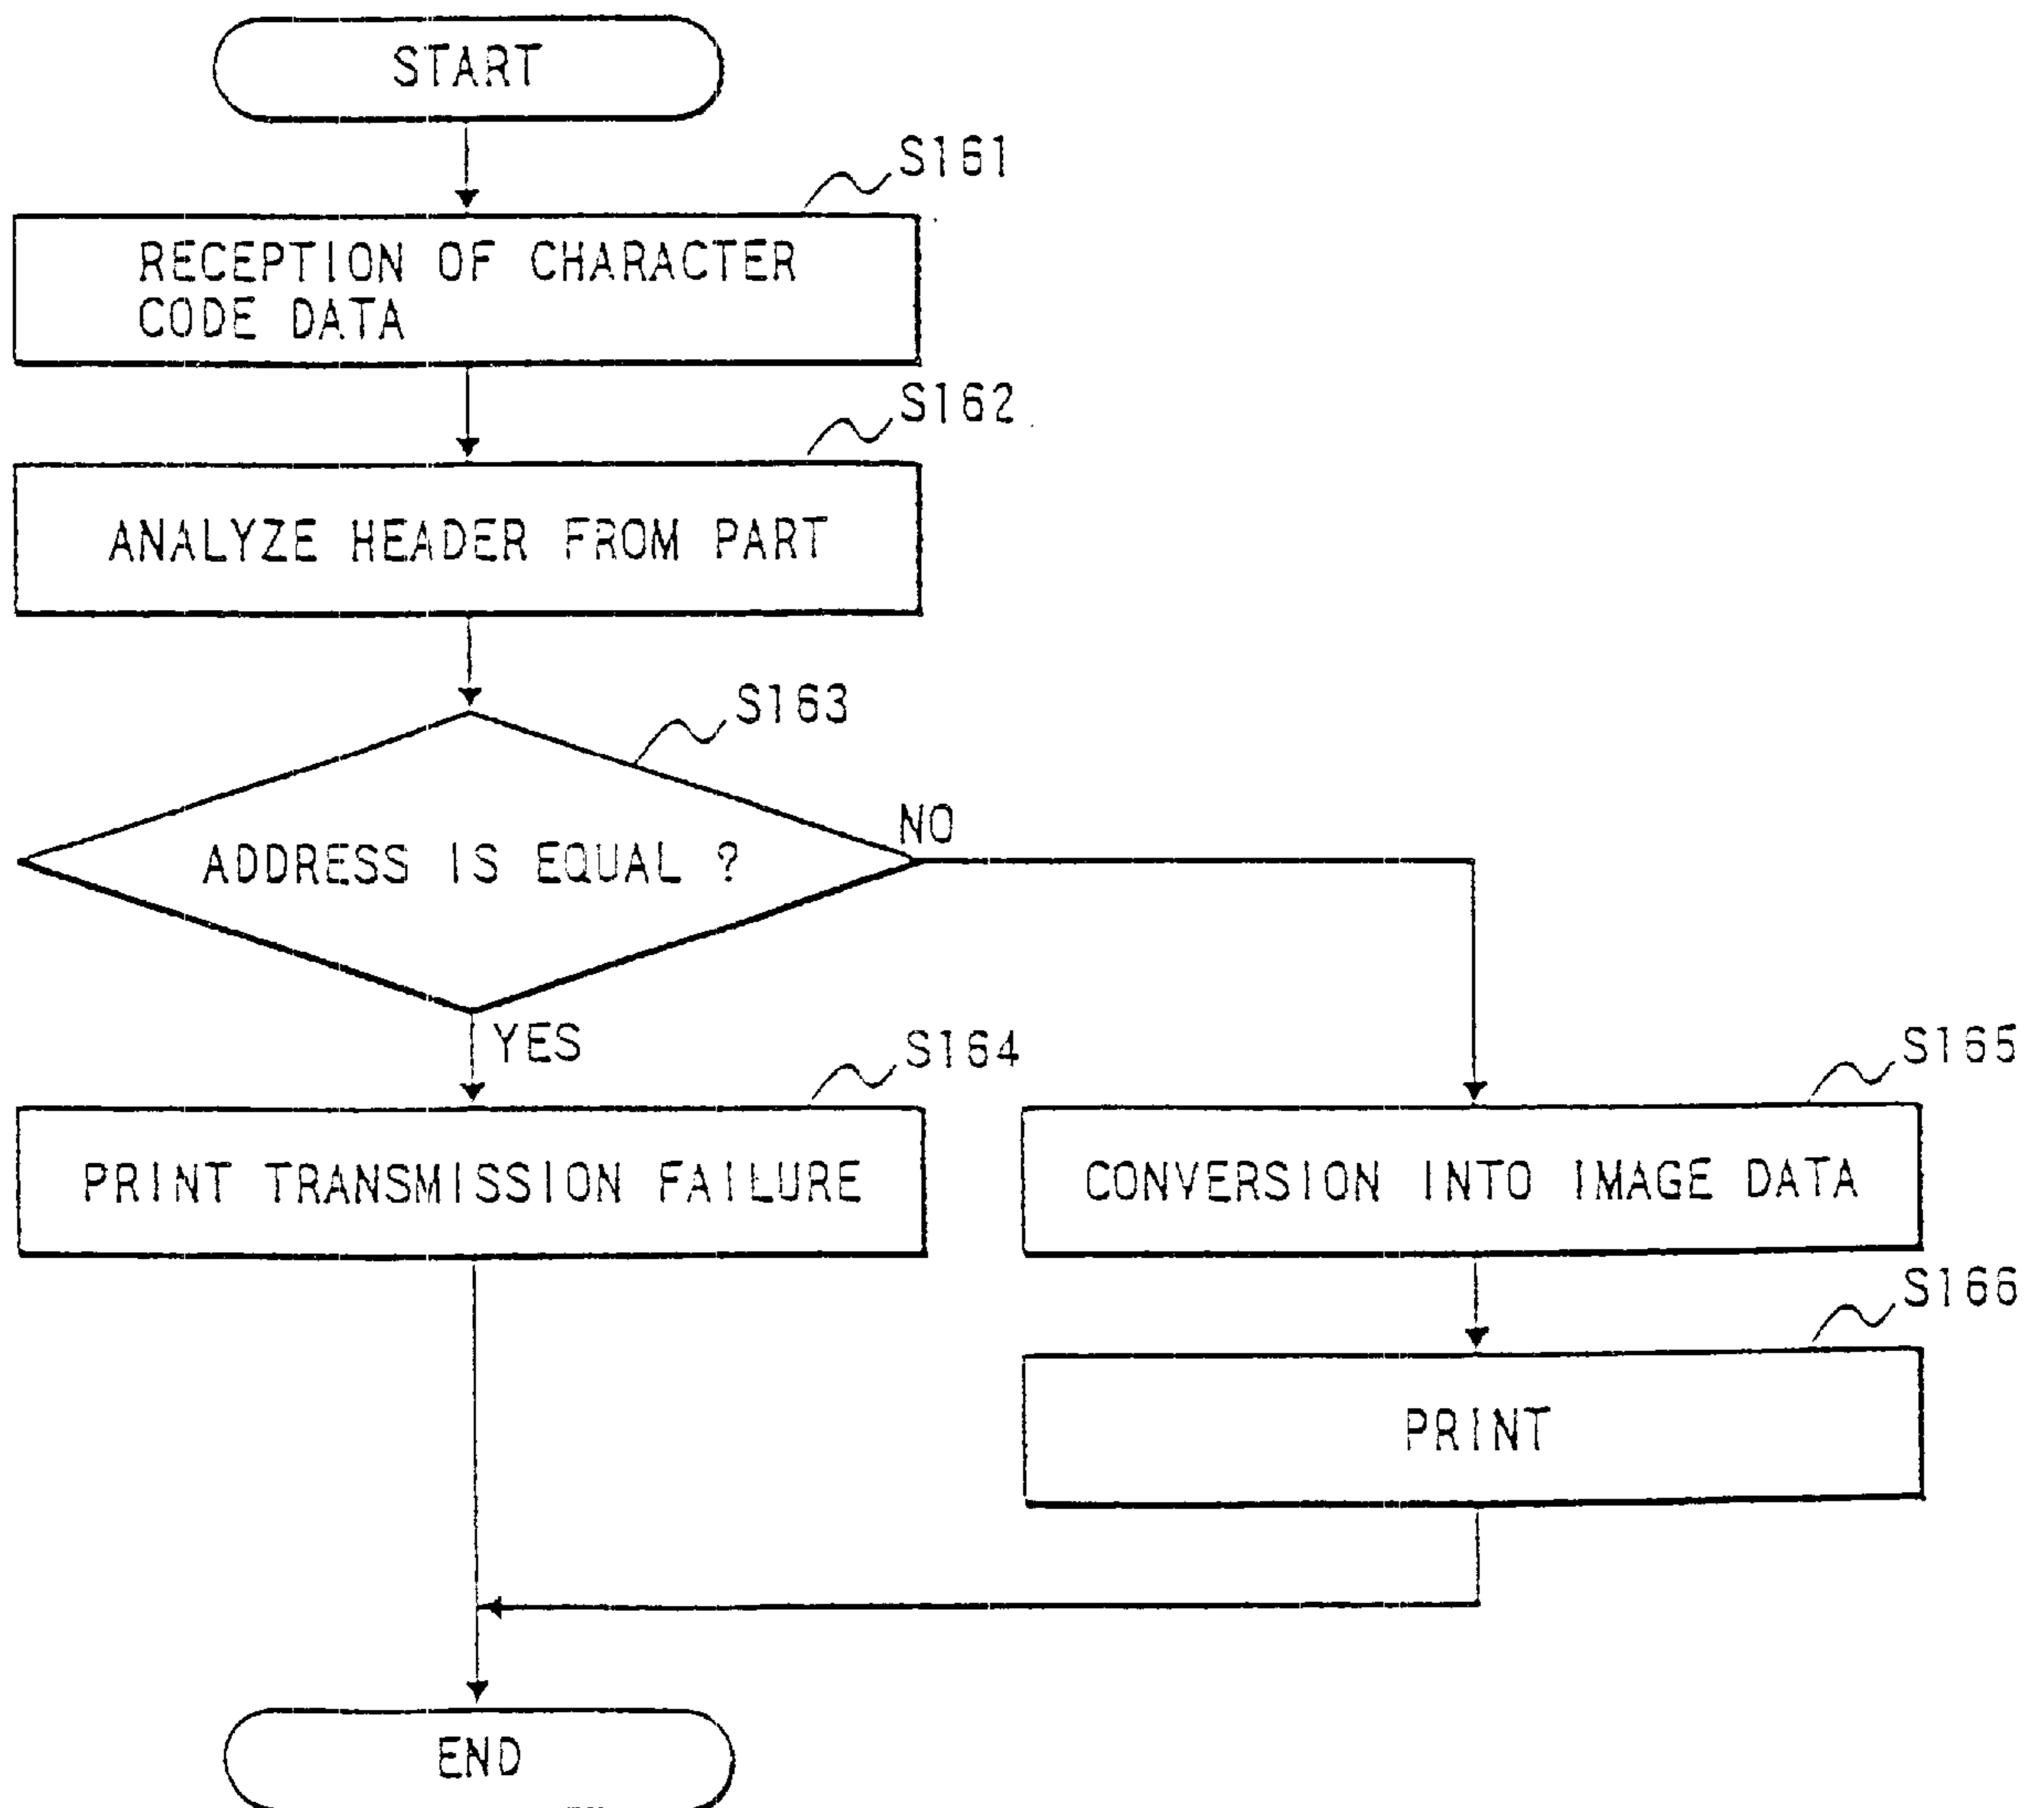 START
S161
RECEPTION OF CHARACTER
CODE DATA
S162
ANALYZE HEADER FROM PART
S163
ADDRESS IS EQUAL ?
NO
YES
S164
S165
PRINT TRANSMISSION FAILURE
CONVERSION INTO IMAGE DATA
S166
PRINT
END